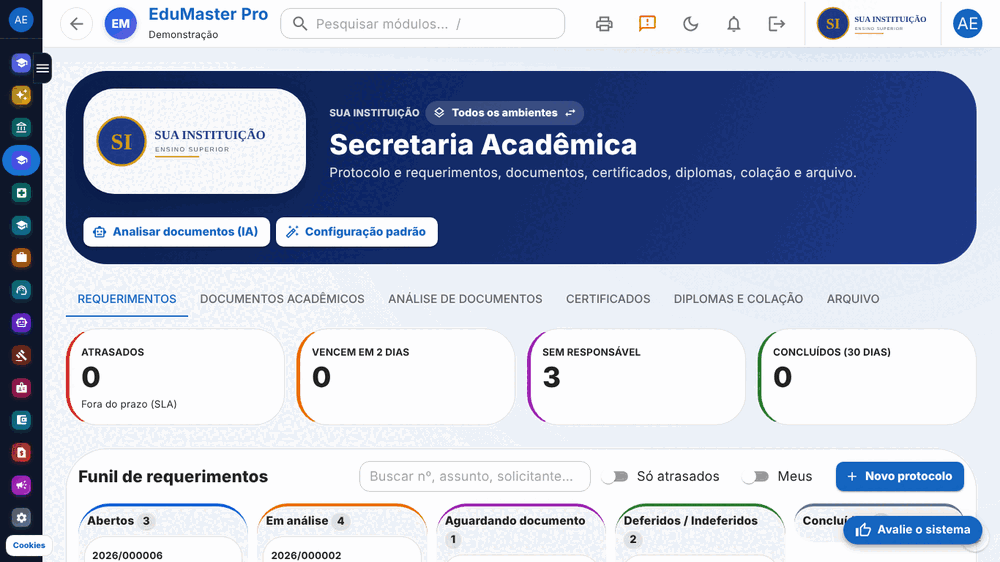 AE
EM
EduMaster Pro
Demonstração
Pesquisar módulos... /
SI
SUA INSTITUIÇÃO
ENSINO SUPERIOR
AE
SI
SUA INSTITUIÇÃO
ENSINO SUPERIOR
SUA INSTITUIÇÃO
Todos os ambientes
Secretaria Acadêmica
Protocolo e requerimentos, documentos, certificados, diplomas, colação e arquivo.
Analisar documentos (IA)
Configuração padrão
REQUERIMENTOS
DOCUMENTOS ACADÊMICOS
ANÁLISE DE DOCUMENTOS
CERTIFICADOS
DIPLOMAS E COLAÇÃO
ARQUIVO
ATRASADOS
0
Fora do prazo (SLA)
VENCEM EM 2 DIAS
0
SEM RESPONSÁVEL
3
CONCLUÍDOS (30 DIAS)
0
Funil de requerimentos
Buscar nº, assunto, solicitante...
Só atrasados
Meus
+ Novo protocolo
Abertos 3
Em análise 4
Aguardando documento
1
Deferidos / Indeferidos
2
2026/000006
2026/000002
Avalie o sistema
Cookies